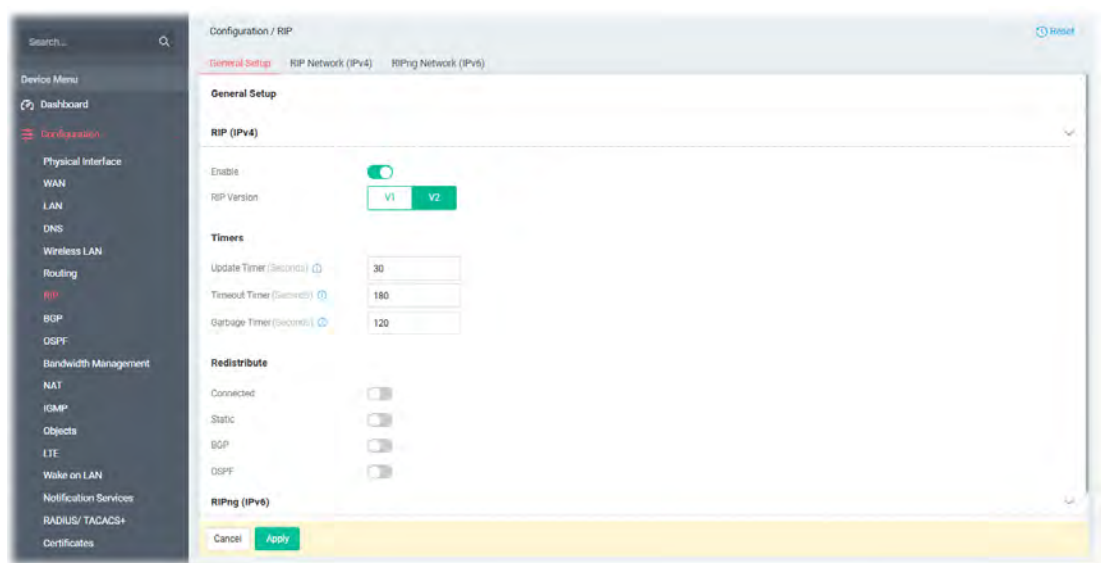 Search...
Device Menu
Dashboard
Configuration
Physical Interface
WAN
LAN
DNS
Wireless LAN
Routing
RIP
BGP
OSPF
Bandwidth Management
NAT
IGMP
Objects
LTE
Wake on LAN
Notification Services
RADIUS/ TACACS+
Certificates
Configuration / RIP
Reset
General Setup RIP Network (IPv4) RIPng Network (IPv6)
General Setup
RIP (IPv4)
Enable
RIP Version V1 V2
Timers
Update Timer (Seconds) 30
Timeout Timer (Seconds) 180
Garbage Timer (Seconds) 120
Redistribute
Connected
Static
BGP
OSPF
RIPng (IPv6)
Cancel Apply